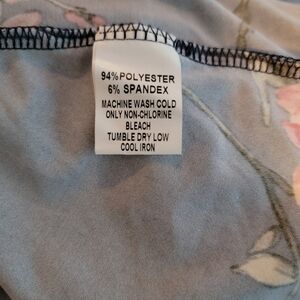 94% POLYESTER
6% SPANDEX
MACHINE WASH COLD
ONLY NON-CHLORINE
BLEACH
TUMBLE DRY LOW
COOL IRON